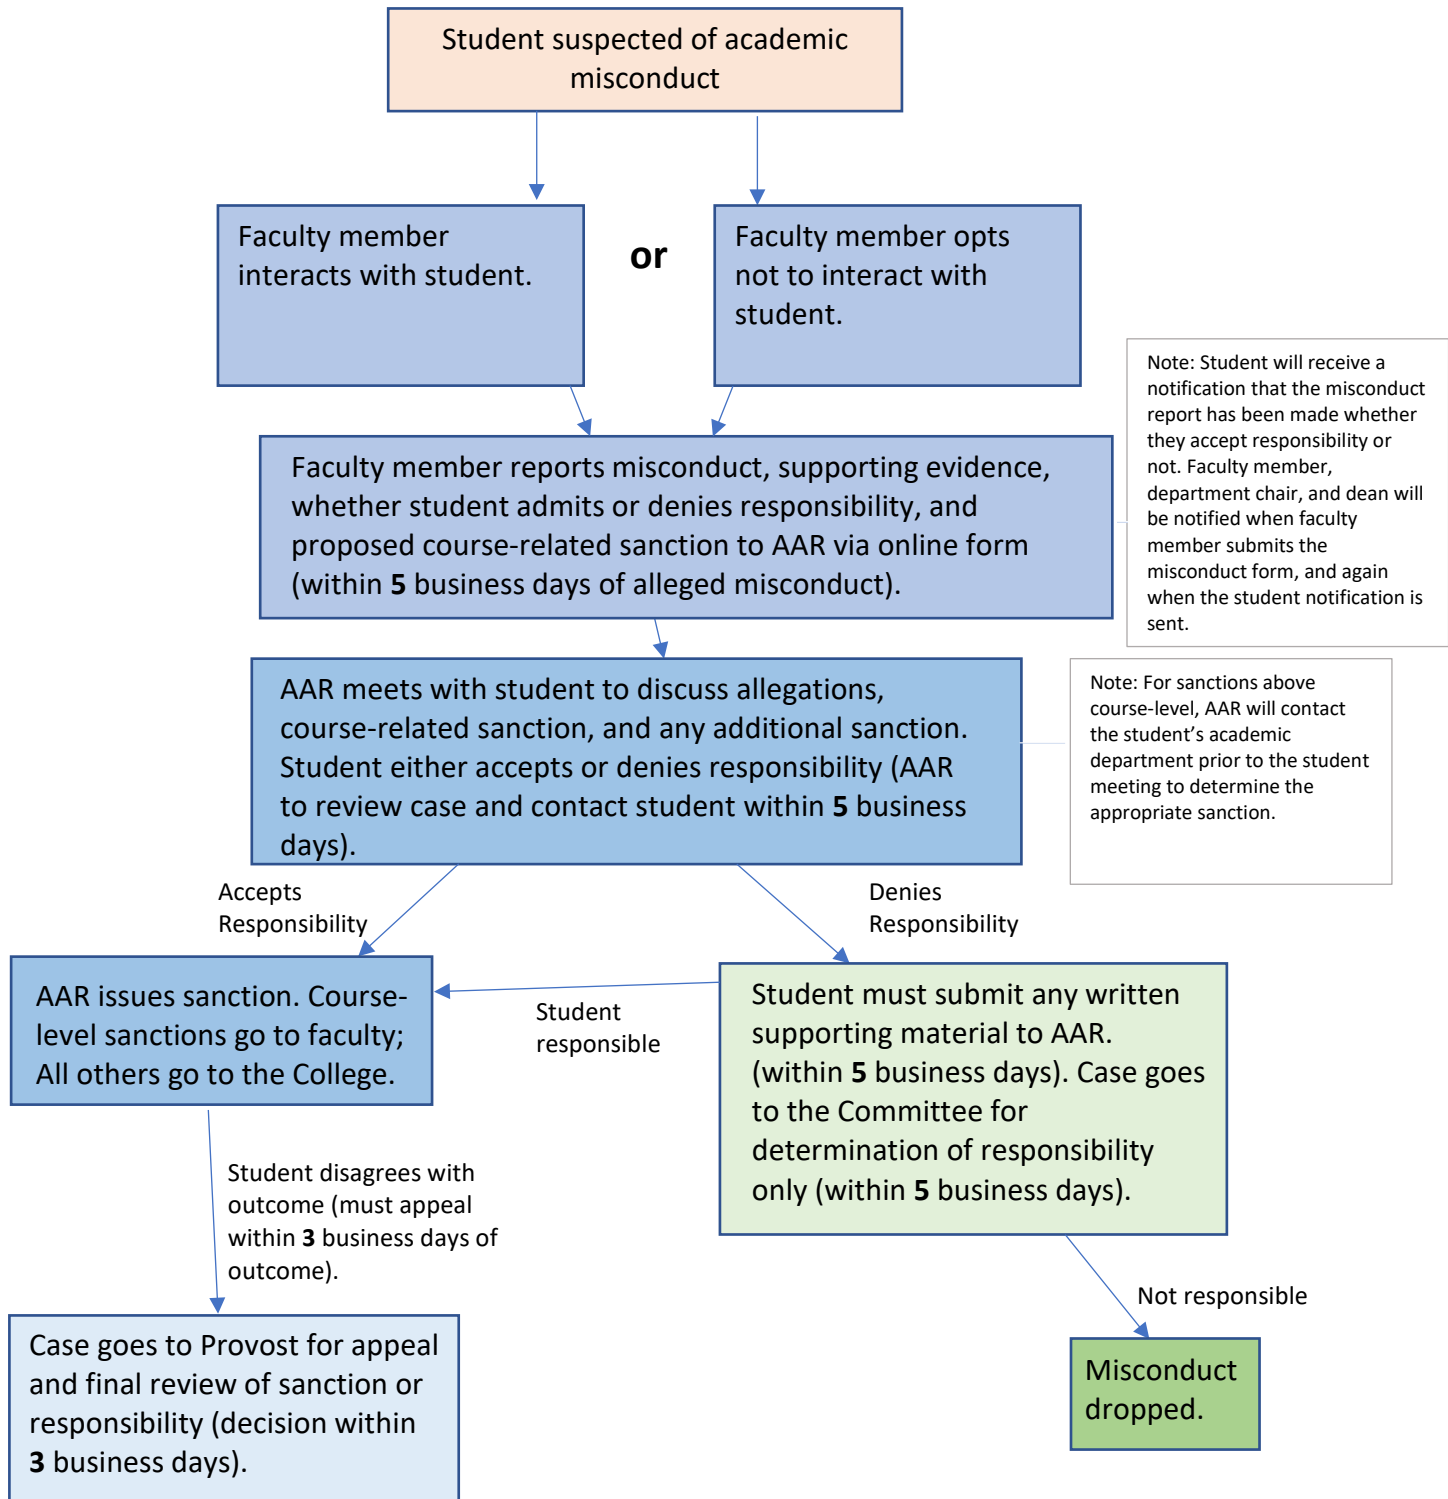 Student suspected of academic
misconduct
Faculty member
interacts with student.
or
Faculty member opts
not to interact with
student.
Note: Student will receive a
notification that the misconduct
report has been made whether
they accept responsibility or
not. Faculty member,
department chair, and dean will
be notified when faculty
member submits the
misconduct form, and again
when the student notification is
sent.
Faculty member reports misconduct, supporting evidence,
whether student admits or denies responsibility, and
proposed course-related sanction to AAR via online form
(within 5 business days of alleged misconduct).
AAR meets with student to discuss allegations,
course-related sanction, and any additional sanction.
Student either accepts or denies responsibility (AAR
to review case and contact student within 5 business
days).
Note: For sanctions above
course-level, AAR will contact
the student’s academic
department prior to the student
meeting to determine the
appropriate sanction.
Accepts
Responsibility
Denies
Responsibility
AAR issues sanction. Course-
level sanctions go to faculty;
All others go to the College.
Student
responsible
Student must submit any written
supporting material to AAR.
(within 5 business days). Case goes
to the Committee for
determination of responsibility
only (within 5 business days).
Student disagrees with
outcome (must appeal
within 3 business days of
outcome).
Not responsible
Case goes to Provost for appeal
and final review of sanction or
responsibility (decision within
3 business days).
Misconduct
dropped.